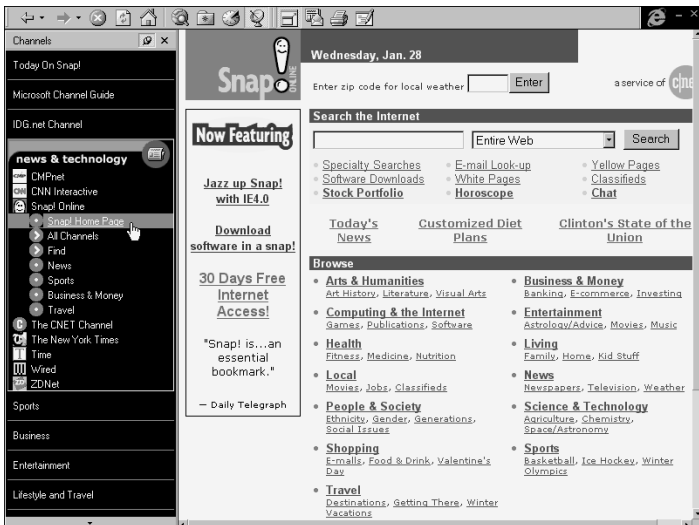 Channels
Today On Snap!
Microsoft Channel Guide
IDG.net Channel
news & technology
CMPnet
CNN Interactive
Snap! Online
Snap! Home Page
All Channels
Find
News
Sports
Business & Money
Travel
The CNET Channel
The New York Times
Time
Wired
ZDNet
Sports
Business
Entertainment
Lifestyle and Travel
Snap!
ONLINE
Wednesday, Jan. 28
Enter zip code for local weather Enter
a service of
Now Featuring
Jazz up Snap!
with IE4.0
Download
software in a snap!
30 Days Free
Internet
Access!
"Snap! is...an
essential
bookmark."
— Daily Telegraph
Search the Internet
Entire Web Search
Specialty Searches E-mail Look-up Yellow Pages
Software Downloads White Pages Classifieds
Stock Portfolio Horoscope Chat
Today's Customized Diet Clinton's State of the
News Plans Union
Browse
Arts & Humanities
Art History, Literature, Visual Arts
Computing & the Internet
Games, Publications, Software
Health
Fitness, Medicine, Nutrition
Local
Movies, Jobs, Classifieds
People & Society
Ethnicity, Gender, Generations,
Social Issues
Shopping
E-malls, Food & Drink, Valentine's
Day
Travel
Destinations, Getting There, Winter
Vacations
Business & Money
Banking, E-commerce, Investing
Entertainment
Astrology/Advice, Movies, Music
Living
Family, Home, Kid Stuff
News
Newspapers, Television, Weather
Science & Technology
Agriculture, Chemistry,
Space/Astronomy
Sports
Basketball, Ice Hockey, Winter
Olympics